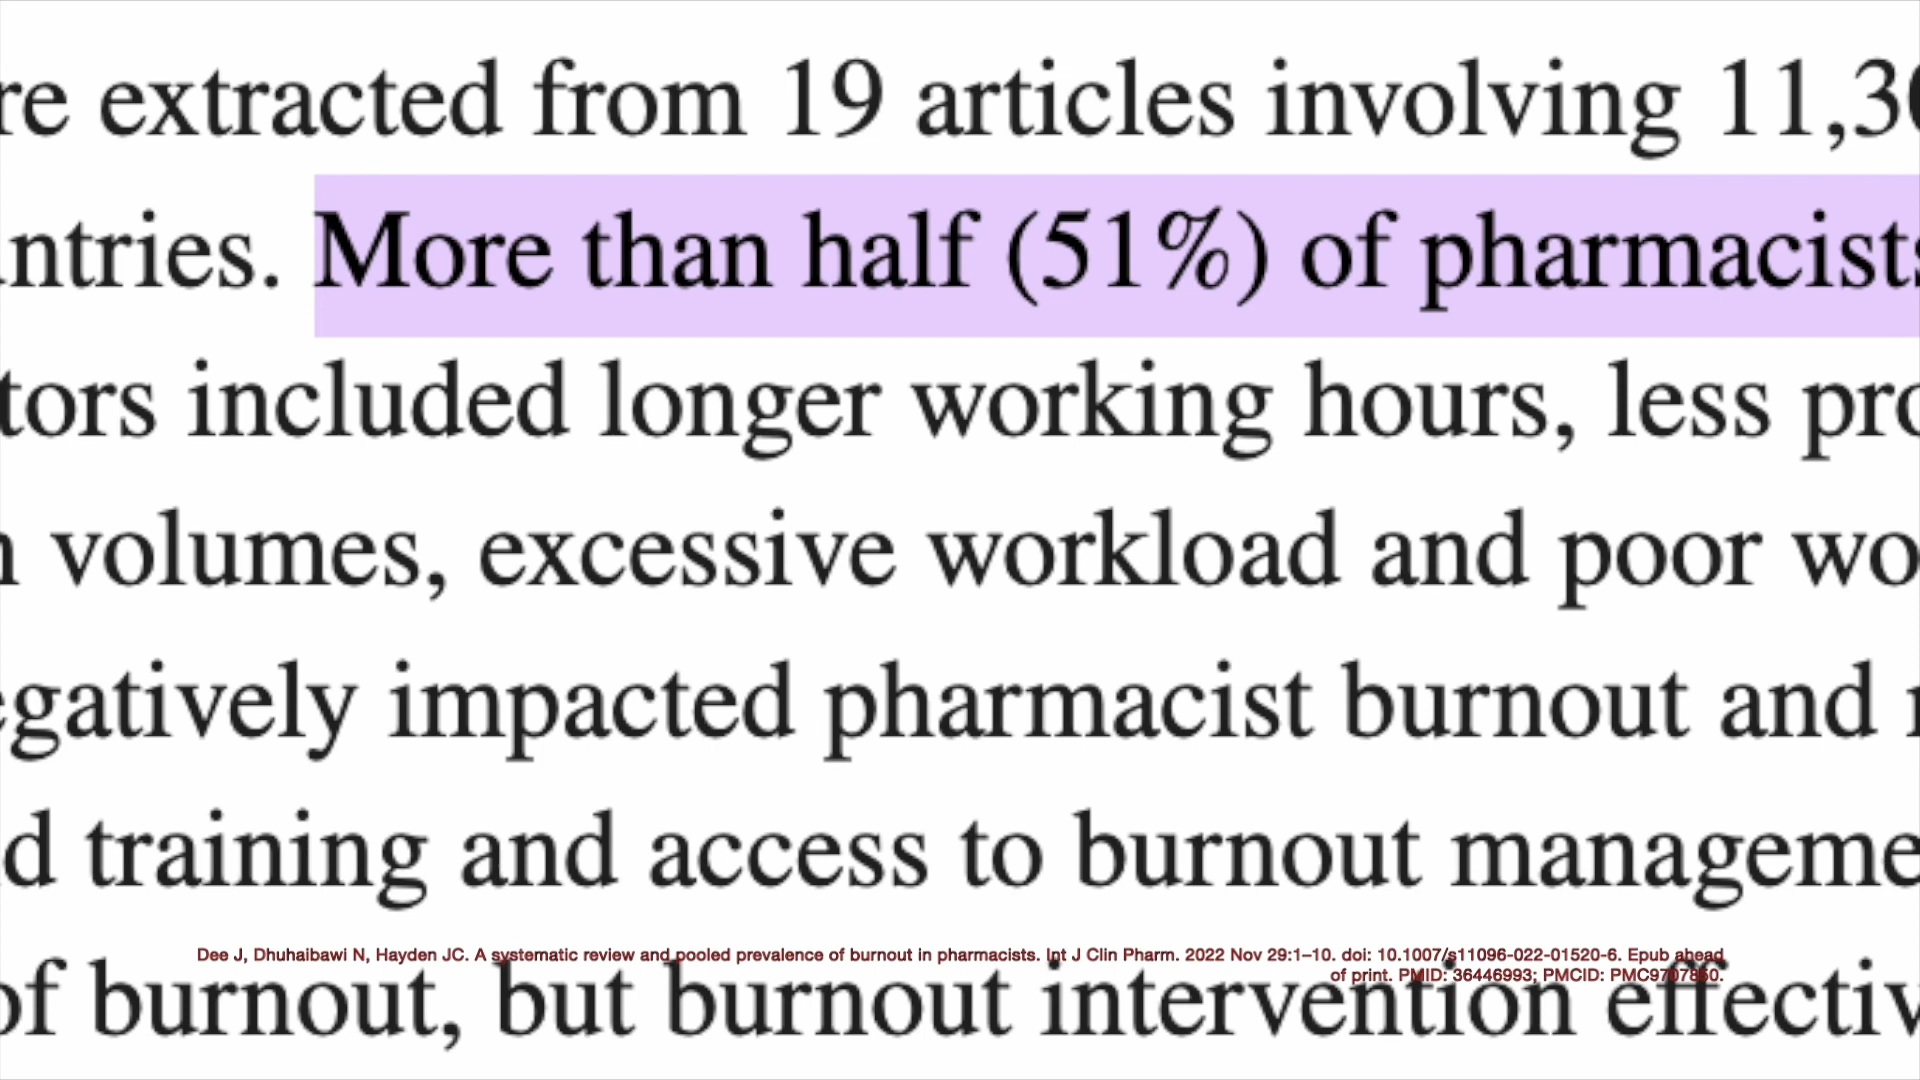 re extracted from 19 articles involving 11,30
ntries. More than half (51%) of pharmacists
tors included longer working hours, less pro
volumes, excessive workload and poor wo
egatively impacted pharmacist burnout and
d training and access to burnout manageme
Dee J, Dhuhaibawi N, Hayden JC. A systematic review and pooled prevalence of burnout in pharmacists. Int J Clin Pharm. 2022 Nov 29:1–10. doi: 10.1007/s11096-022-01520-6. Epub ahead
of print. PMID: 36446993; PMCID: PMC9707850.
of burnout, but burnout intervention effectiv